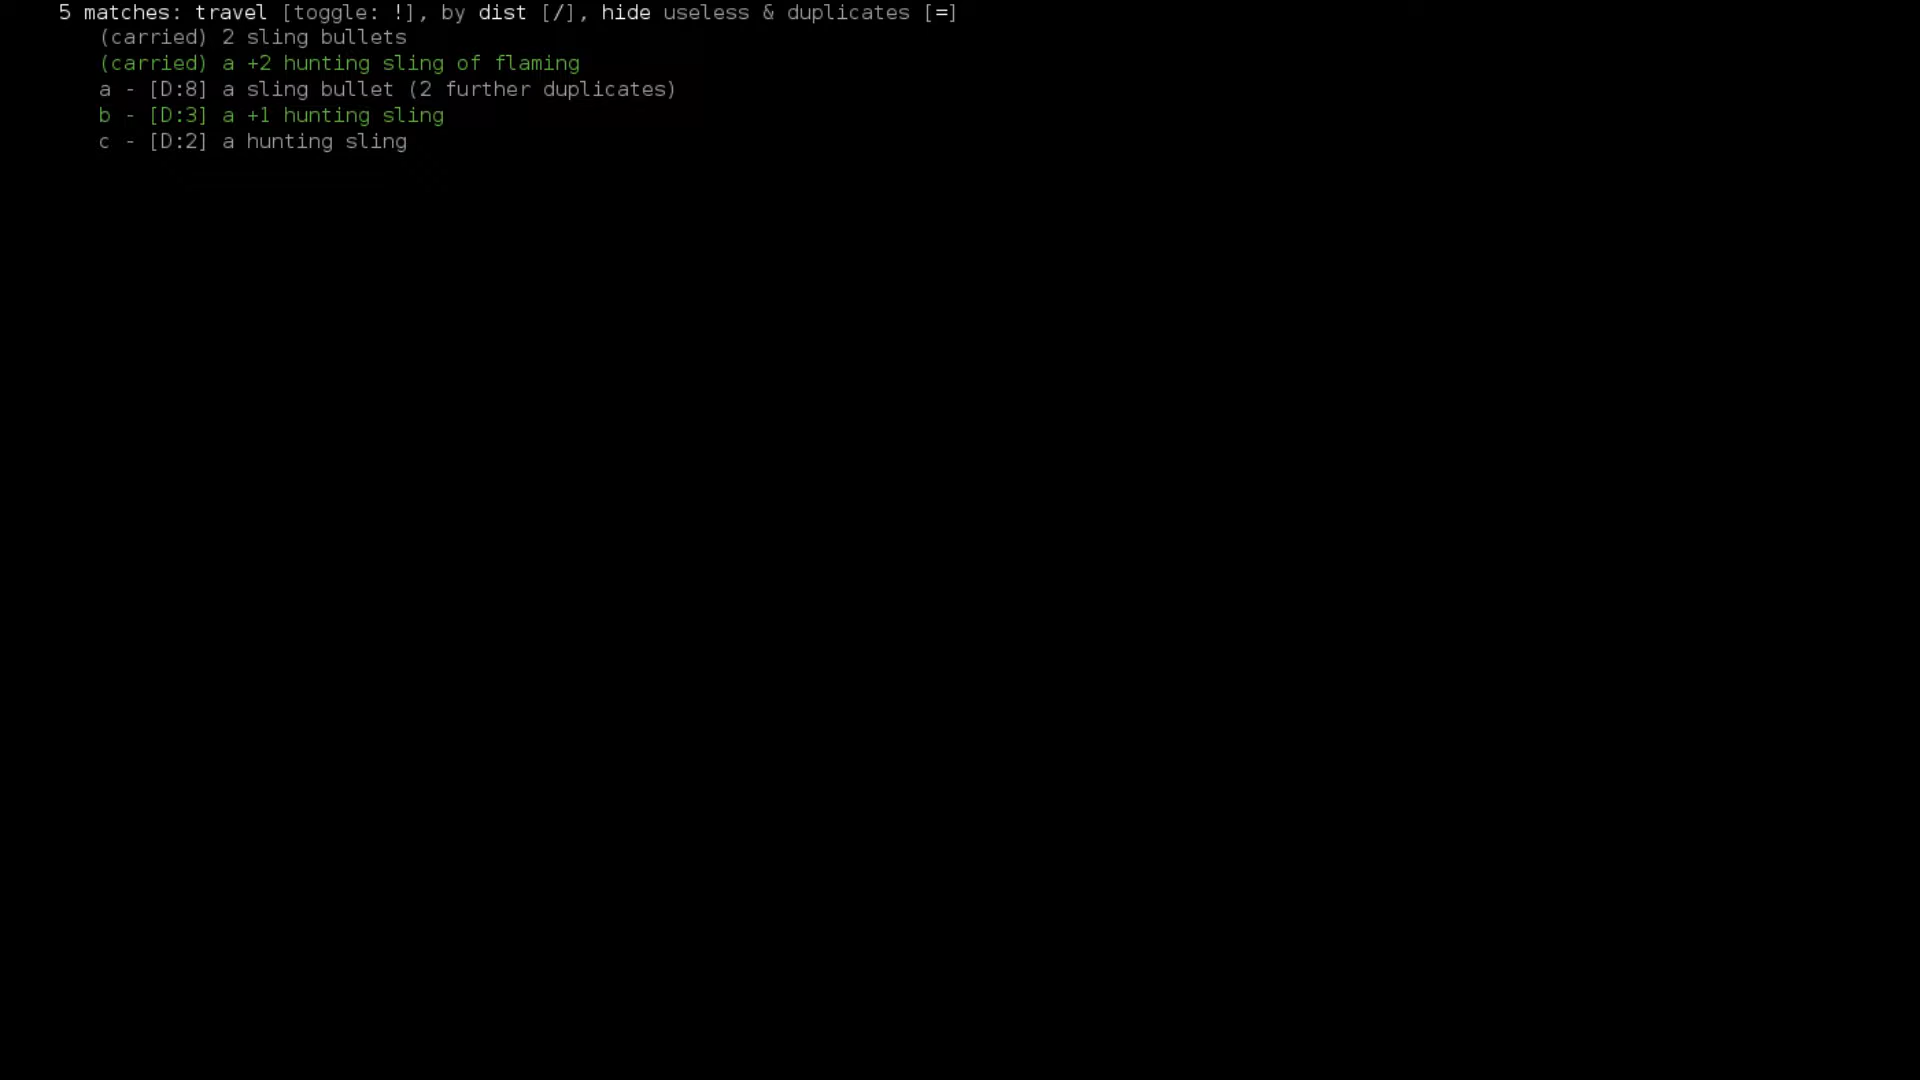 5 matches: travel [toggle: !], by dist [/], hide useless & duplicates [=]
(carried) 2 sling bullets
(carried) a +2 hunting sling of flaming
a - [D:8] a sling bullet (2 further duplicates)
b - [D:3] a +1 hunting sling
c - [D:2] a hunting sling